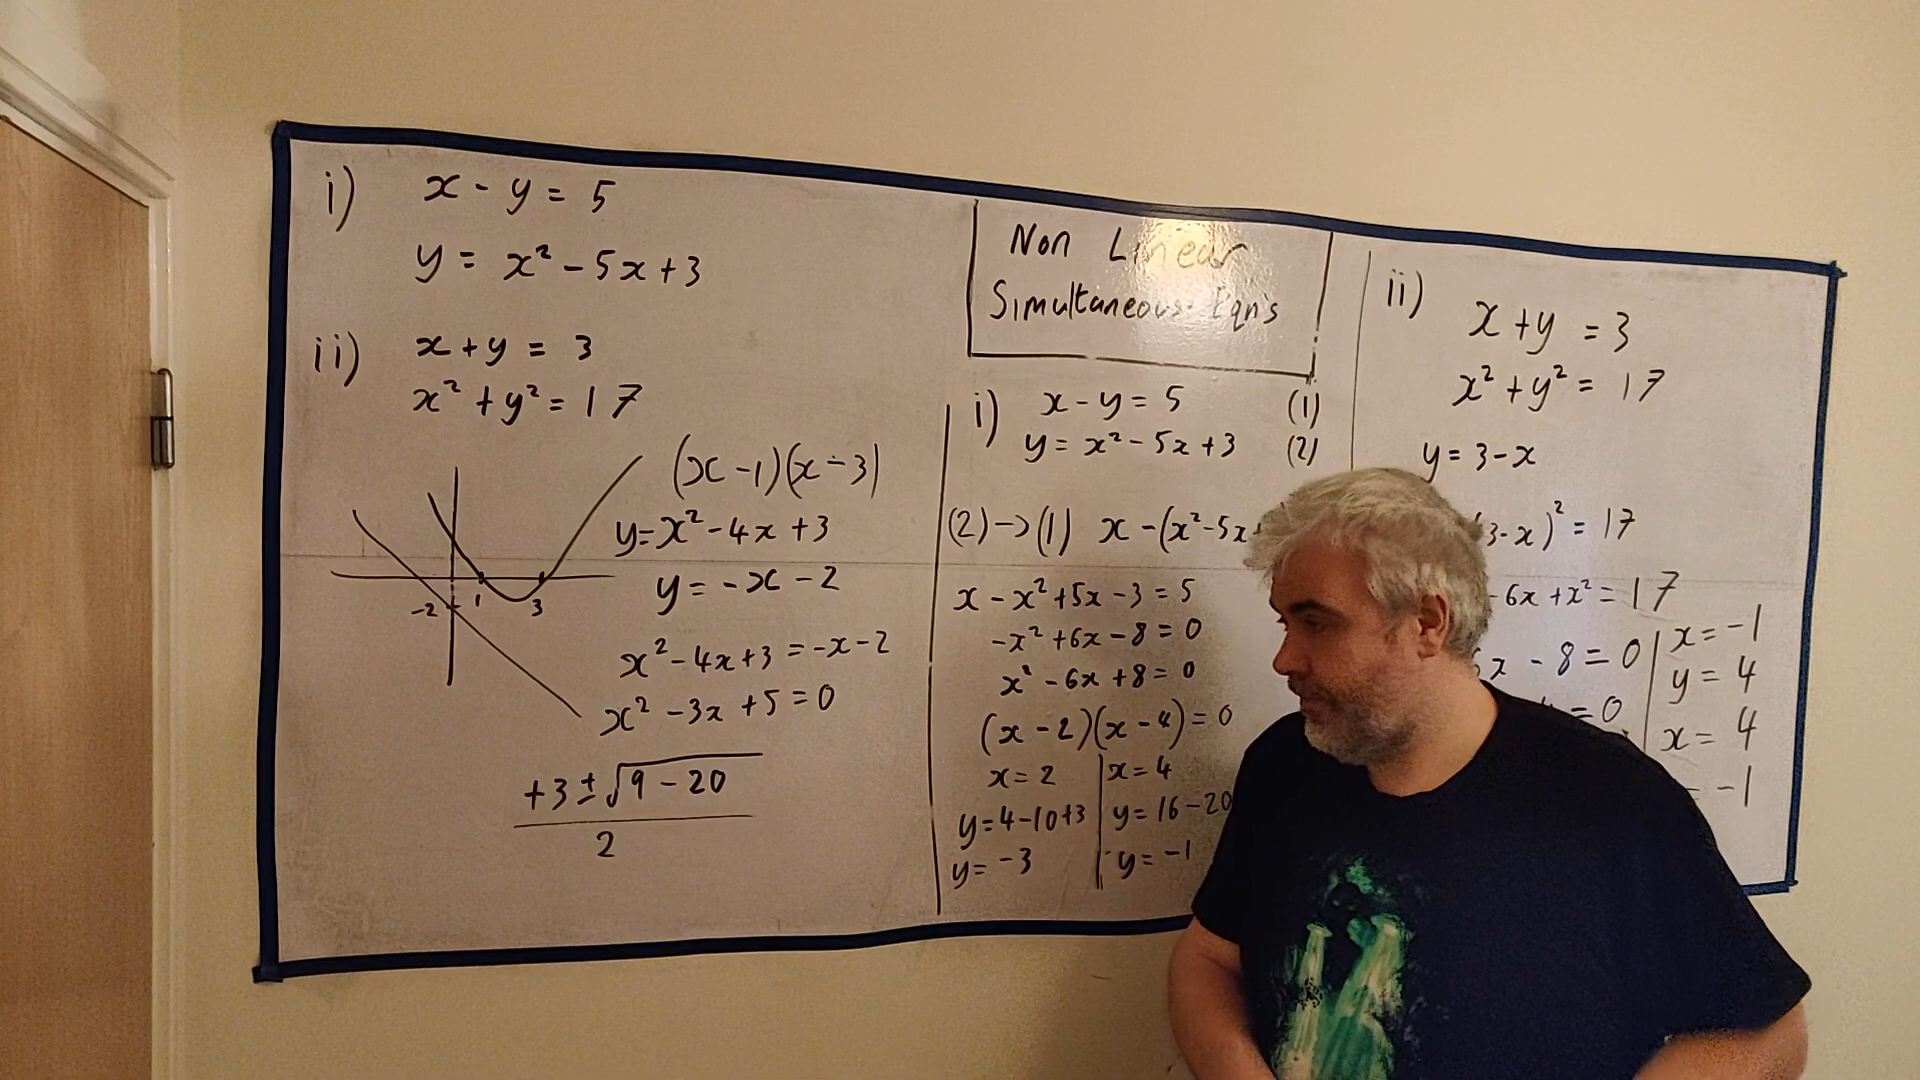 i) x - y = 5
y = x² - 5x + 3
ii) x + y = 3
x² + y² = 17
(x - 1)(x - 3)
y = x² - 4x + 3
y = -x - 2
-2 1 3
x² - 4x + 3 = -x - 2
x² - 3x + 5 = 0
+3 ± √9 - 20
2
Non Linear
Simultaneous Eqn's
i) x - y = 5 (1)
y = x² - 5x + 3 (2)
(2) → (1) x - (x² - 5x
x - x² + 5x - 3 = 5
-x² + 6x - 8 = 0
x² - 6x + 8 = 0
(x - 2)(x - 4) = 0
x = 2
y = 4 - 10 + 3
y = -3
x = 4
y = 16 - 20
y = -1
ii) x + y = 3
x² + y² = 17
y = 3 - x
3 - x)² = 17
- 6x + x² = 17
x - 8 = 0
= 0
x = -1
y = 4
x = 4
-1